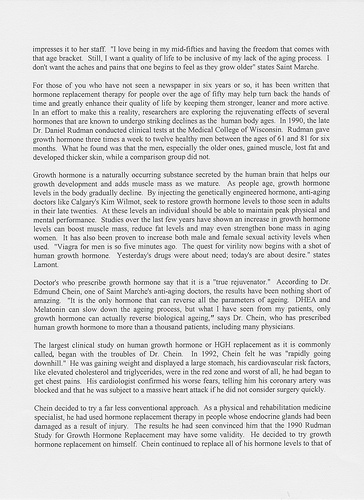 impresses it to her staff.  "I love being in my mid-fifties and having the freedom that comes with
that age bracket.  Still, I want a quality of life to be inclusive of my lack of the aging process.  I
don't want the aches and pains that one begins to feel as they grow older" states Saint Marche.
For those of you who have not seen a newspaper in six years or so, it has been written that
hormone replacement therapy for people over the age of fifty may help turn back the hands of
time and greatly enhance their quality of life by keeping them stronger, leaner and more active.
In an effort to make this a reality, researchers are exploring the rejuvenating effects of several
hormones that are known to undergo striking declines as the human body ages.  In 1990, the late
Dr. Daniel Rudman conducted clinical tests at the Medical College of Wisconsin.  Rudman gave
growth hormone three times a week to twelve healthy men between the ages of 61 and 81 for six
months.  What he found was that the men, especially the older ones, gained muscle, lost fat and
developed thicker skin, while a comparison group did not.
Growth hormone is a naturally occurring substance secreted by the human brain that helps our
growth development and adds muscle mass as we mature.  As people age, growth hormone
levels in the body gradually decline.  By injecting the genetically engineered hormone, anti-aging
doctors like Calgary's Kim Wilmot, seek to restore growth hormone levels to those seen in adults
in their late twenties.  At these levels an individual should be able to maintain peak physical and
mental performance.  Studies over the last few years have shown an increase in growth hormone
levels can boost muscle mass, reduce fat levels and may even strengthen bone mass in aging
women.  It has also been proven to increase both male and female sexual activity levels when
used.  "Viagra for men is so five minutes ago.  The quest for virility now begins with a shot of
human growth hormone.  Yesterday's drugs were about need; today's are about desire." states
Lamont.
Doctor's who prescribe growth hormone say that it is a "true rejuvenator."  According to Dr.
Edmund Chein, one of Saint Marche's anti-aging doctors, the results have been nothing short of
amazing.  "It is the only hormone that can reverse all the parameters of ageing.  DHEA and
Melatonin can slow down the ageing process, but what I have seen from my patients, only
growth hormone can actually reverse biological ageing," says Dr. Chein, who has prescribed
human growth hormone to more than a thousand patients, including many physicians.
The largest clinical study on human growth hormone or HGH replacement as it is commonly
called, began with the troubles of Dr. Chein.  In 1992, Chein felt he was "rapidly going
downhill."  He was gaining weight and displayed a large stomach, his cardiovascular risk factors,
like elevated cholesterol and triglycerides, were in the red zone and worst of all, he had began to
get chest pains.  His cardiologist confirmed his worse fears, telling him his coronary artery was
blocked and that he was subject to a massive heart attack if he did not consider surgery quickly.
Chein decided to try a far less conventional approach.  As a physical and rehabilitation medicine
specialist, he had used hormone replacement therapy in people whose endocrine glands had been
damaged as a result of injury.  The results he had seen convinced him that the 1990 Rudman
Study for Growth Hormone Replacement may have some validity.  He decided to try growth
hormone replacement on himself.  Chein continued to replace all of his hormone levels to that of